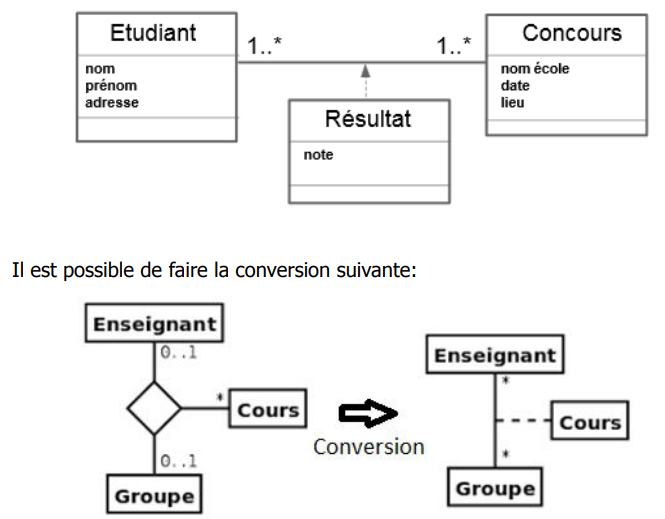 Etudiant
1..*
1..*
Concours
nom
prénom
adresse
nom école
date
lieu
Résultat
note
Il est possible de faire la conversion suivante:
Enseignant
0..1
*
Cours
0..1
Groupe
Conversion
Enseignant
*
Cours
*
Groupe